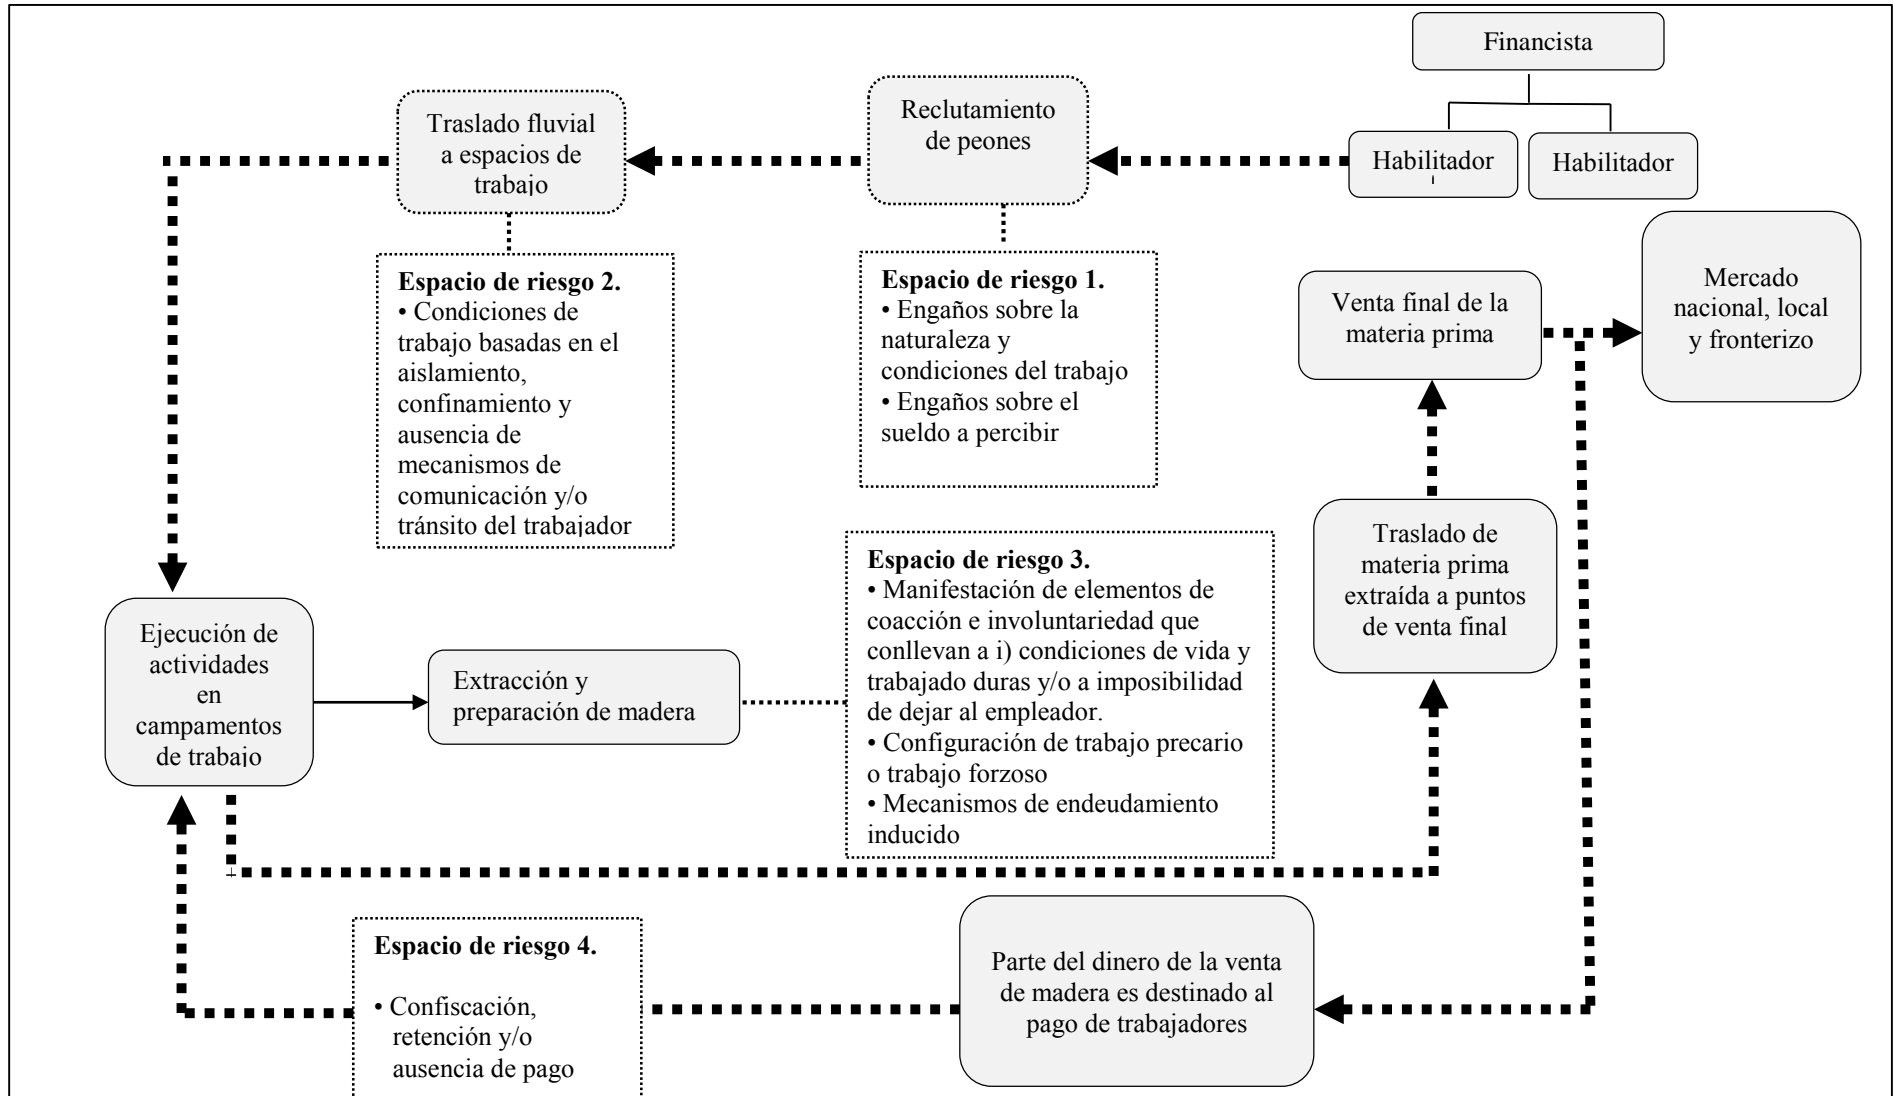 Financista
Habilitador
Habilitador
Reclutamiento
de peones
Traslado fluvial
a espacios de
trabajo
Espacio de riesgo 1.
• Engaños sobre la
naturaleza y
condiciones del trabajo
• Engaños sobre el
sueldo a percibir
Espacio de riesgo 2.
• Condiciones de
trabajo basadas en el
aislamiento,
confinamiento y
ausencia de
mecanismos de
comunicación y/o
tránsito del trabajador
Ejecución de
actividades
en
campamentos
de trabajo
Extracción y
preparación de madera
Espacio de riesgo 3.
• Manifestación de elementos de
coacción e involuntariedad que
conllevan a i) condiciones de vida y
trabajado duras y/o a imposibilidad
de dejar al empleador.
• Configuración de trabajo precario
o trabajo forzoso
• Mecanismos de endeudamiento
inducido
Traslado de
materia prima
extraída a puntos
de venta final
Venta final de la
materia prima
Mercado
nacional, local
y fronterizo
Parte del dinero de la venta
de madera es destinado al
pago de trabajadores
Espacio de riesgo 4.
• Confiscación,
retención y/o
ausencia de pago